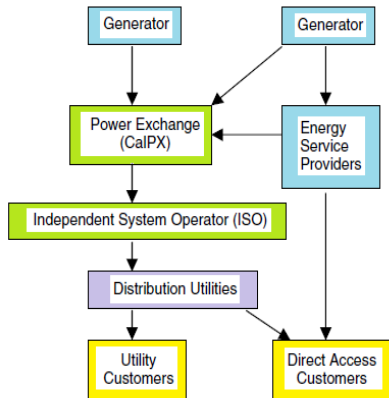 Generator
Generator
Power Exchange
(CalPX)
Energy
Service
Providers
Independent System Operator (ISO)
Distribution Utilities
Utility
Customers
Direct Access
Customers